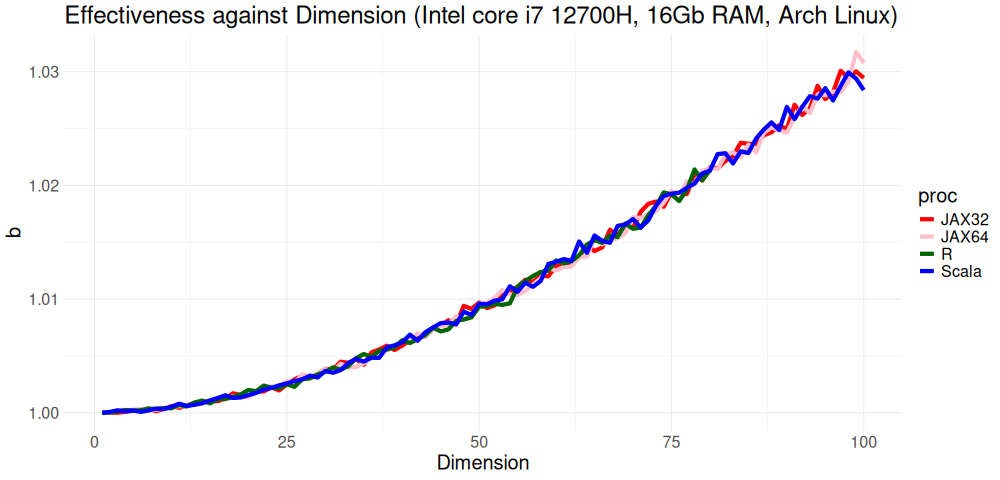 Effectiveness against Dimension (Intel core i7 12700H, 16Gb RAM, Arch Linux)
b
1.03
1.02
1.01
1.00
0 25 50 75 100
Dimension
proc
JAX32
JAX64
R
Scala